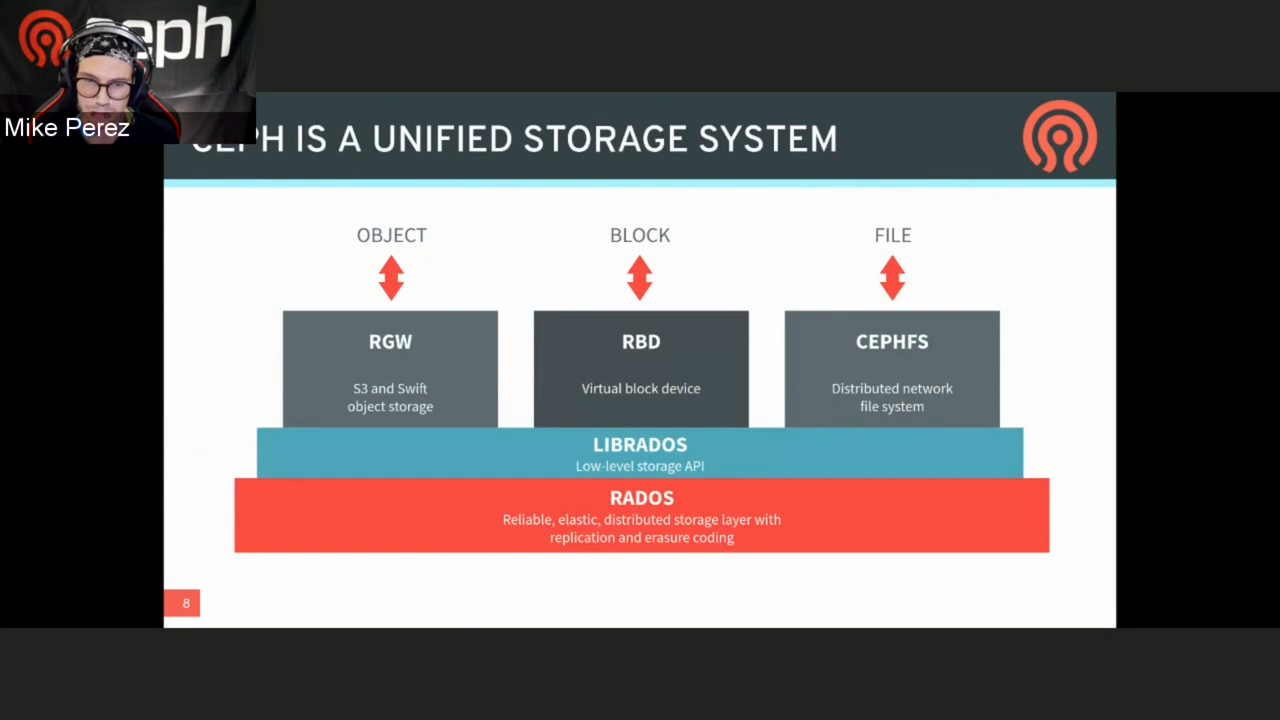 ceph
Mike Perez
CEPH IS A UNIFIED STORAGE SYSTEM
OBJECT
BLOCK
FILE
RGW
S3 and Swift
object storage
RBD
Virtual block device
CEPHFS
Distributed network
file system
LIBRADOS
Low-level storage API
RADOS
Reliable, elastic, distributed storage layer with
replication and erasure coding
8